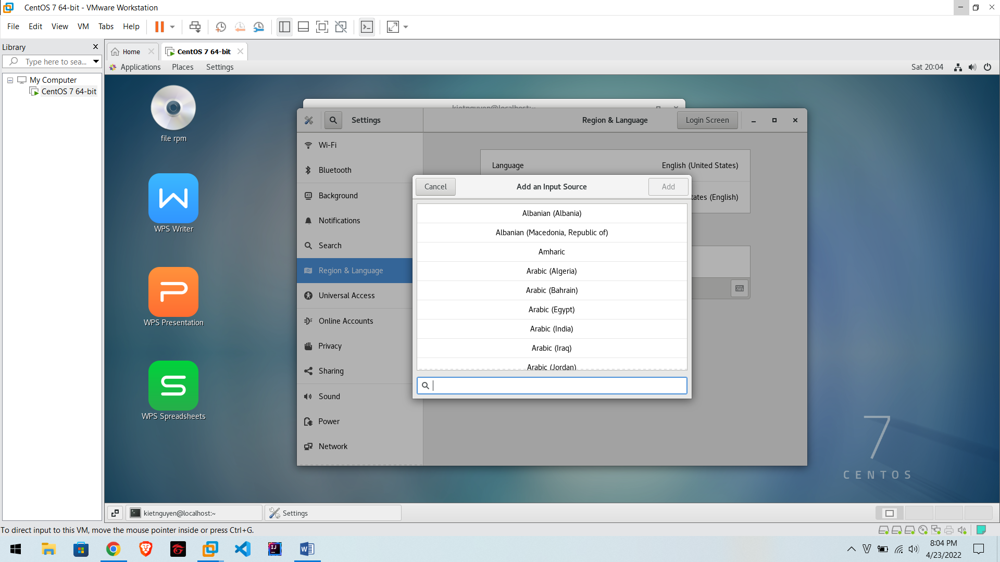 CentOS 7 64-bit - VMware Workstation
File Edit View VM Tabs Help
Library
Type here to sea...
My Computer
CentOS 7 64-bit
Home
CentOS 7 64-bit
Applications Places Settings
Sat 20:04
file rpm
WPS Writer
WPS Presentation
WPS Spreadsheets
kietnguyen@localhost:~
Settings
Region & Language
Login Screen
Wi-Fi
Bluetooth
Background
Notifications
Search
Region & Language
Universal Access
Online Accounts
Privacy
Sharing
Sound
Power
Network
Language English (United States)
tates (English)
Cancel
Add an Input Source
Add
Albanian (Albania)
Albanian (Macedonia, Republic of)
Amharic
Arabic (Algeria)
Arabic (Bahrain)
Arabic (Egypt)
Arabic (India)
Arabic (Iraq)
Arabic (Jordan)
7
CENTOS
kietnguyen@localhost:~
Settings
To direct input to this VM, move the mouse pointer inside or press Ctrl+G.
8:04 PM
4/23/2022